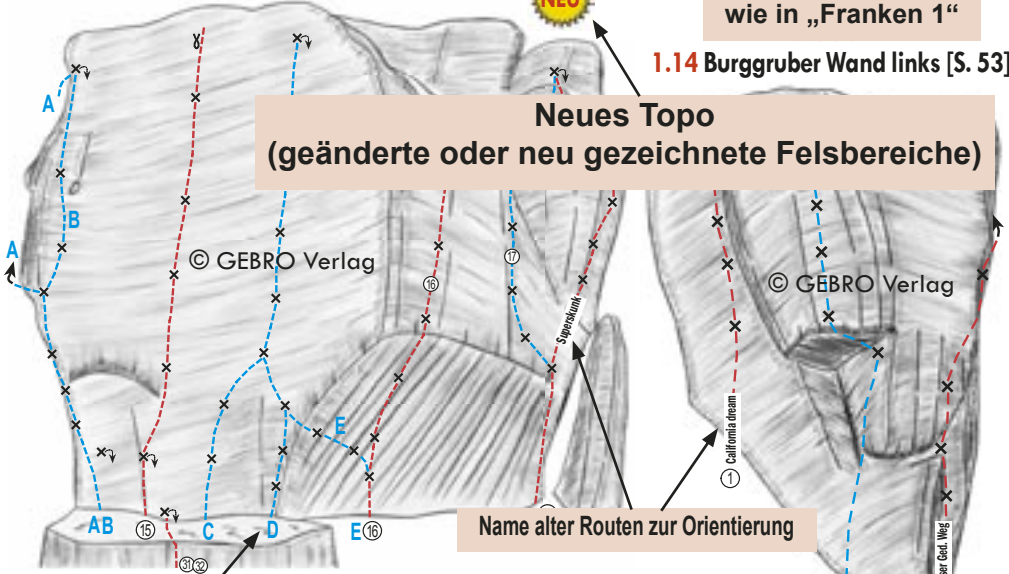 NEU
wie in „Franken 1“
1.14 Burggruber Wand links [S. 53]
Neues Topo
(geänderte oder neu gezeichnete Felsbereiche)
A
B
A
© GEBRO Verlag
© GEBRO Verlag
16
17
Superskunk
E
California dream
1
AB
15
C
D
E 16
31 32
Name alter Routen zur Orientierung
Ged. Weg